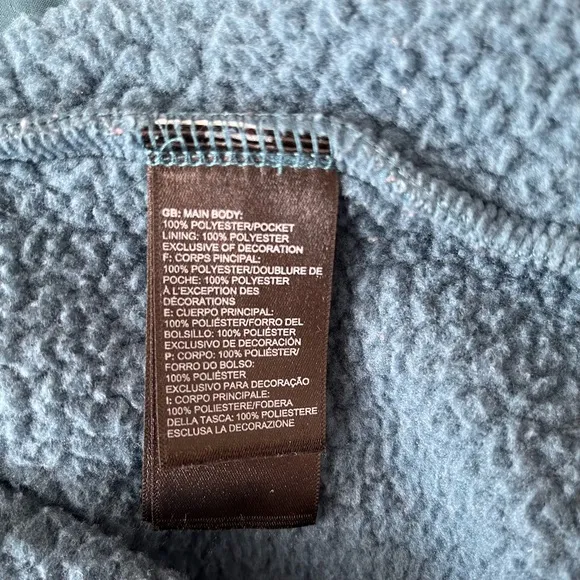 GB: MAIN BODY:
100% POLYESTER/POCKET
LINING: 100% POLYESTER
EXCLUSIVE OF DECORATION
F: CORPS PINCIPAL:
100% POLYESTER/DOUBLURE DE
POCHE: 100% POLYESTER
À L'EXCEPTION DES
DÉCORATIONS
E: CUERPO PRINCIPAL:
100% POLIÉSTER/FORRO DEL
BOLSILLO: 100% POLIÉSTER
EXCLUSIVO DE DECORACIÓN
P: CORPO: 100% POLIÉSTER/
FORRO DO BOLSO:
100% POLIÉSTER
EXCLUSIVO PARA DECORAÇÃO
I: CORPO PRINCIPALE:
100% POLIESTERE/FODERA
DELLA TASCA: 100% POLIESTERE
ESCLUSA LA DECORAZIONE